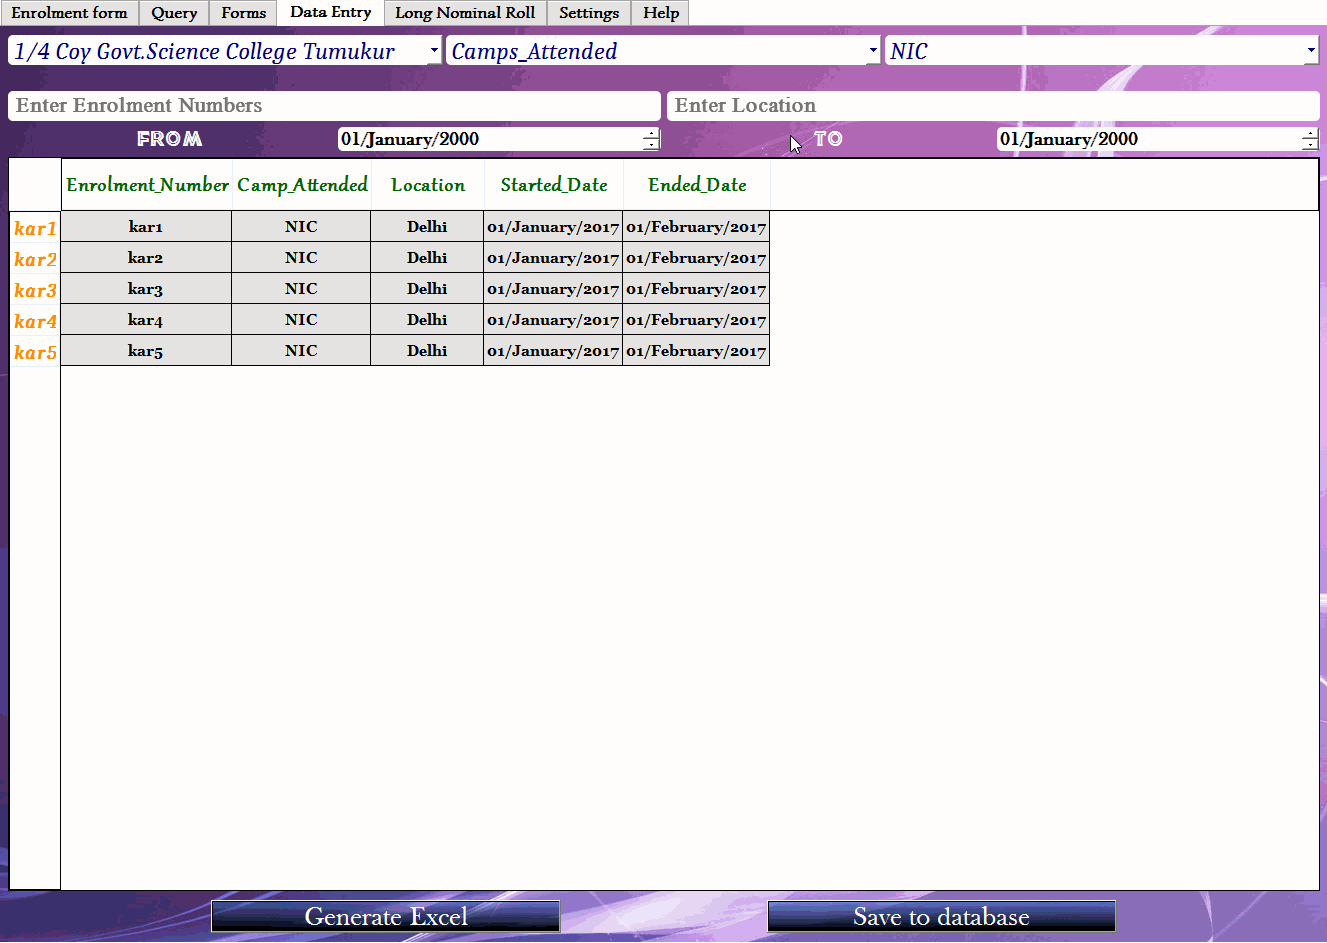 Enrolment form Query Forms Data Entry Long Nominal Roll Settings Help
1/4 Coy Govt.Science College Tumukur Camps_Attended NIC
Enter Enrolment Numbers Enter Location
FROM 01/January/2000 TO 01/January/2000
Enrolment_Number Camp_Attended Location Started_Date Ended_Date
kar1 kar1 NIC Delhi 01/January/2017 01/February/2017
kar2 kar2 NIC Delhi 01/January/2017 01/February/2017
kar3 kar3 NIC Delhi 01/January/2017 01/February/2017
kar4 kar4 NIC Delhi 01/January/2017 01/February/2017
kar5 kar5 NIC Delhi 01/January/2017 01/February/2017
Generate Excel Save to database